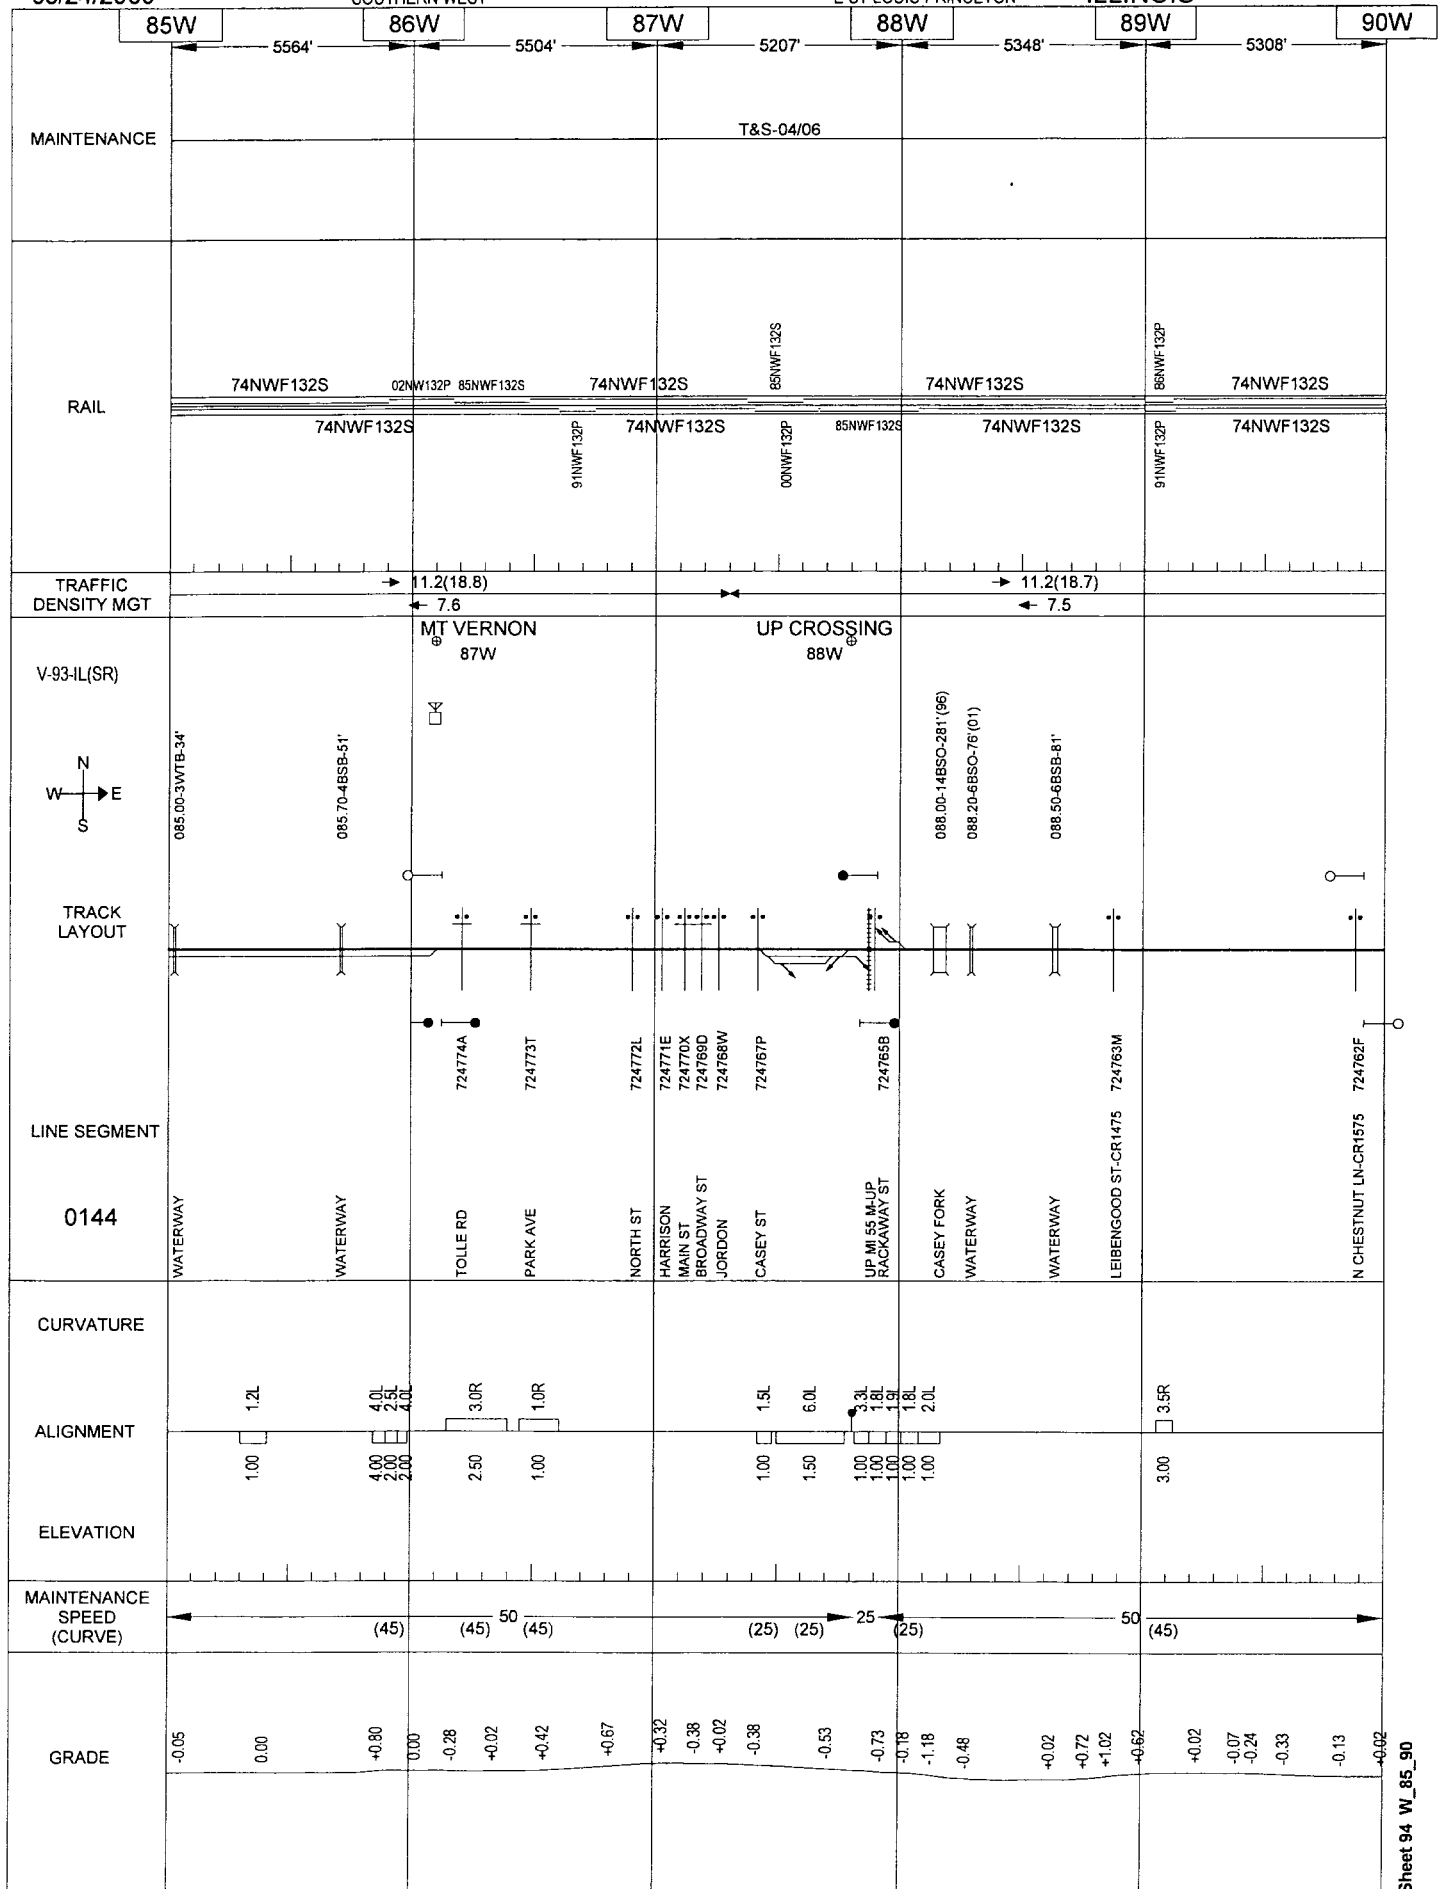 85W 86W 87W 88W 89W 90W
5564' 5504' 5207' 5348' 5308'
MAINTENANCE
T&S-04/06
RAIL
85NWF132S 86NWF132P
74NWF132S 02NW132P 85NWF132S 74NWF132S 74NWF132S 74NWF132S
74NWF132S 74NWF132S 85NWF132S 74NWF132S 74NWF132S
91NWF132P 00NWF132P 91NWF132P
TRAFFIC
DENSITY MGT
11.2(18.8) 11.2(18.7)
7.6 7.5
MT VERNON UP CROSSING
87W 88W
V-93-IL(SR)
N
W E
S
085.00-3WTB-34'
085.70-4BSB-51'
088.00-14BSO-281'(96)
088.20-6BSO-76'(01)
088.50-6BSB-81'
TRACK
LAYOUT
724774A
724773T
724772L
724771E
724770X
724769D
724768W
724767P
724765B
724763M
724762F
LINE SEGMENT
0144
WATERWAY
WATERWAY
TOLLE RD
PARK AVE
NORTH ST
HARRISON
MAIN ST
BROADWAY ST
JORDON
CASEY ST
UP MI 55 M-UP
RACKAWAY ST
CASEY FORK
WATERWAY
WATERWAY
LEIBENGOOD ST-CR1475
N CHESTNUT LN-CR1575
CURVATURE
1.2L 4.0L 2.5L 4.0L 3.0R 1.0R 1.5L 6.0L 3.3L 1.8L 1.9L 1.8L 2.0L 3.5R
ALIGNMENT
1.00 4.00 2.00 2.00 2.50 1.00 1.00 1.50 1.00 1.00 1.00 1.00 1.00 3.00
ELEVATION
MAINTENANCE
SPEED
(CURVE)
50 25 50
(45) (45) (45) (25) (25) (25) (45)
GRADE
-0.05 0.00 +0.80 0.00 -0.28 +0.02 +0.42 +0.67 +0.32 -0.38 +0.02 -0.38 -0.53 -0.73 -0.18 -1.18 -0.48 +0.02 +0.72 +1.02 +0.62 +0.02 -0.07 -0.24 -0.33 -0.13 +0.02
Sheet 94 W_85_90